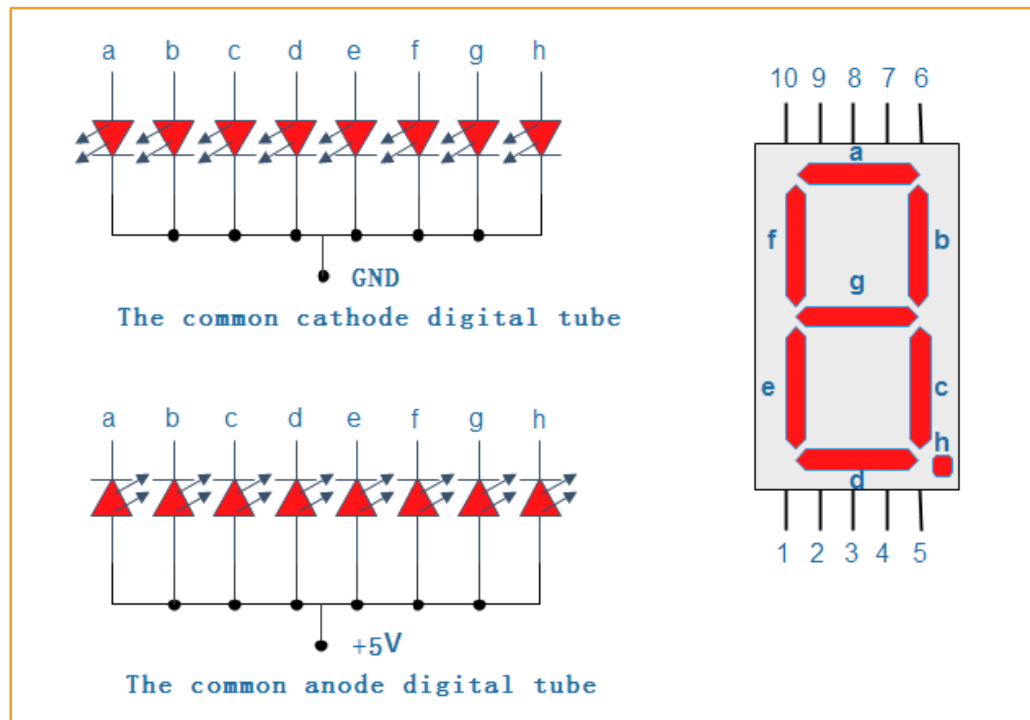 a b c d e f g h
GND
The common cathode digital tube
a b c d e f g h
+5V
The common anode digital tube
10 9 8 7 6
a
f b
g
e c
h
d
1 2 3 4 5